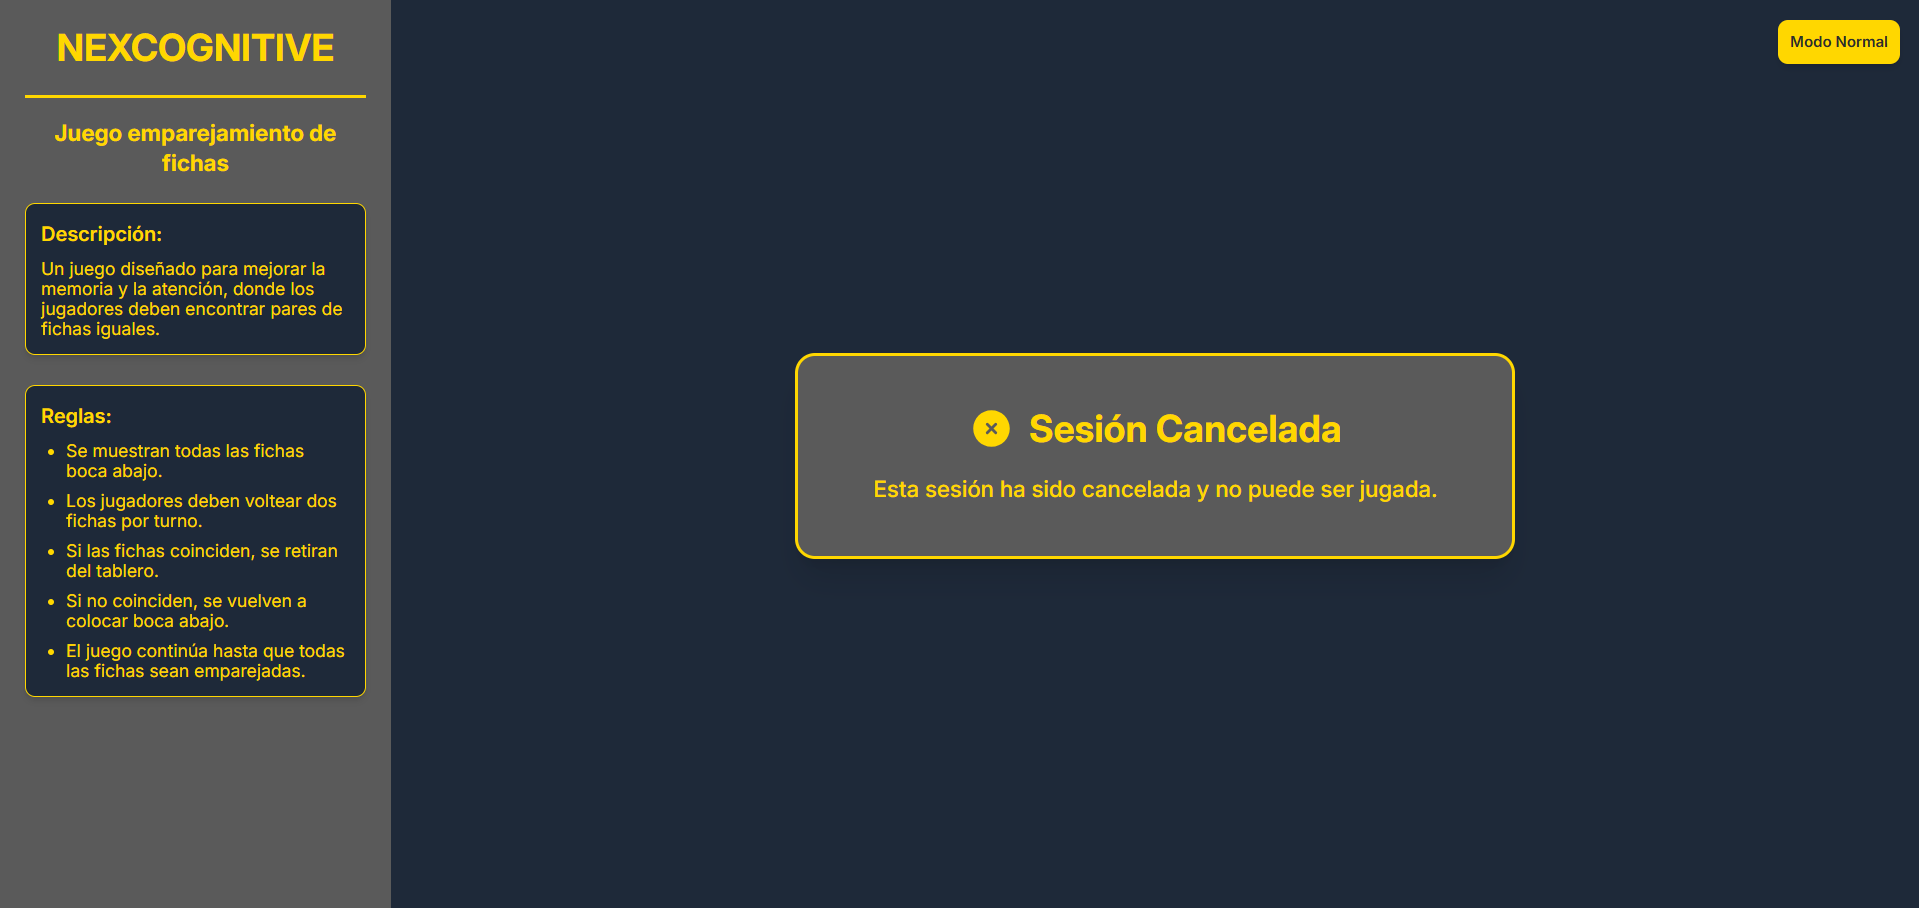 NEXCOGNITIVE
Juego emparejamiento de
fichas
Descripción:
Un juego diseñado para mejorar la
memoria y la atención, donde los
jugadores deben encontrar pares de
fichas iguales.
Reglas:
• Se muestran todas las fichas
boca abajo.
• Los jugadores deben voltear dos
fichas por turno.
• Si las fichas coinciden, se retiran
del tablero.
• Si no coinciden, se vuelven a
colocar boca abajo.
• El juego continúa hasta que todas
las fichas sean emparejadas.
Modo Normal
Sesión Cancelada
Esta sesión ha sido cancelada y no puede ser jugada.